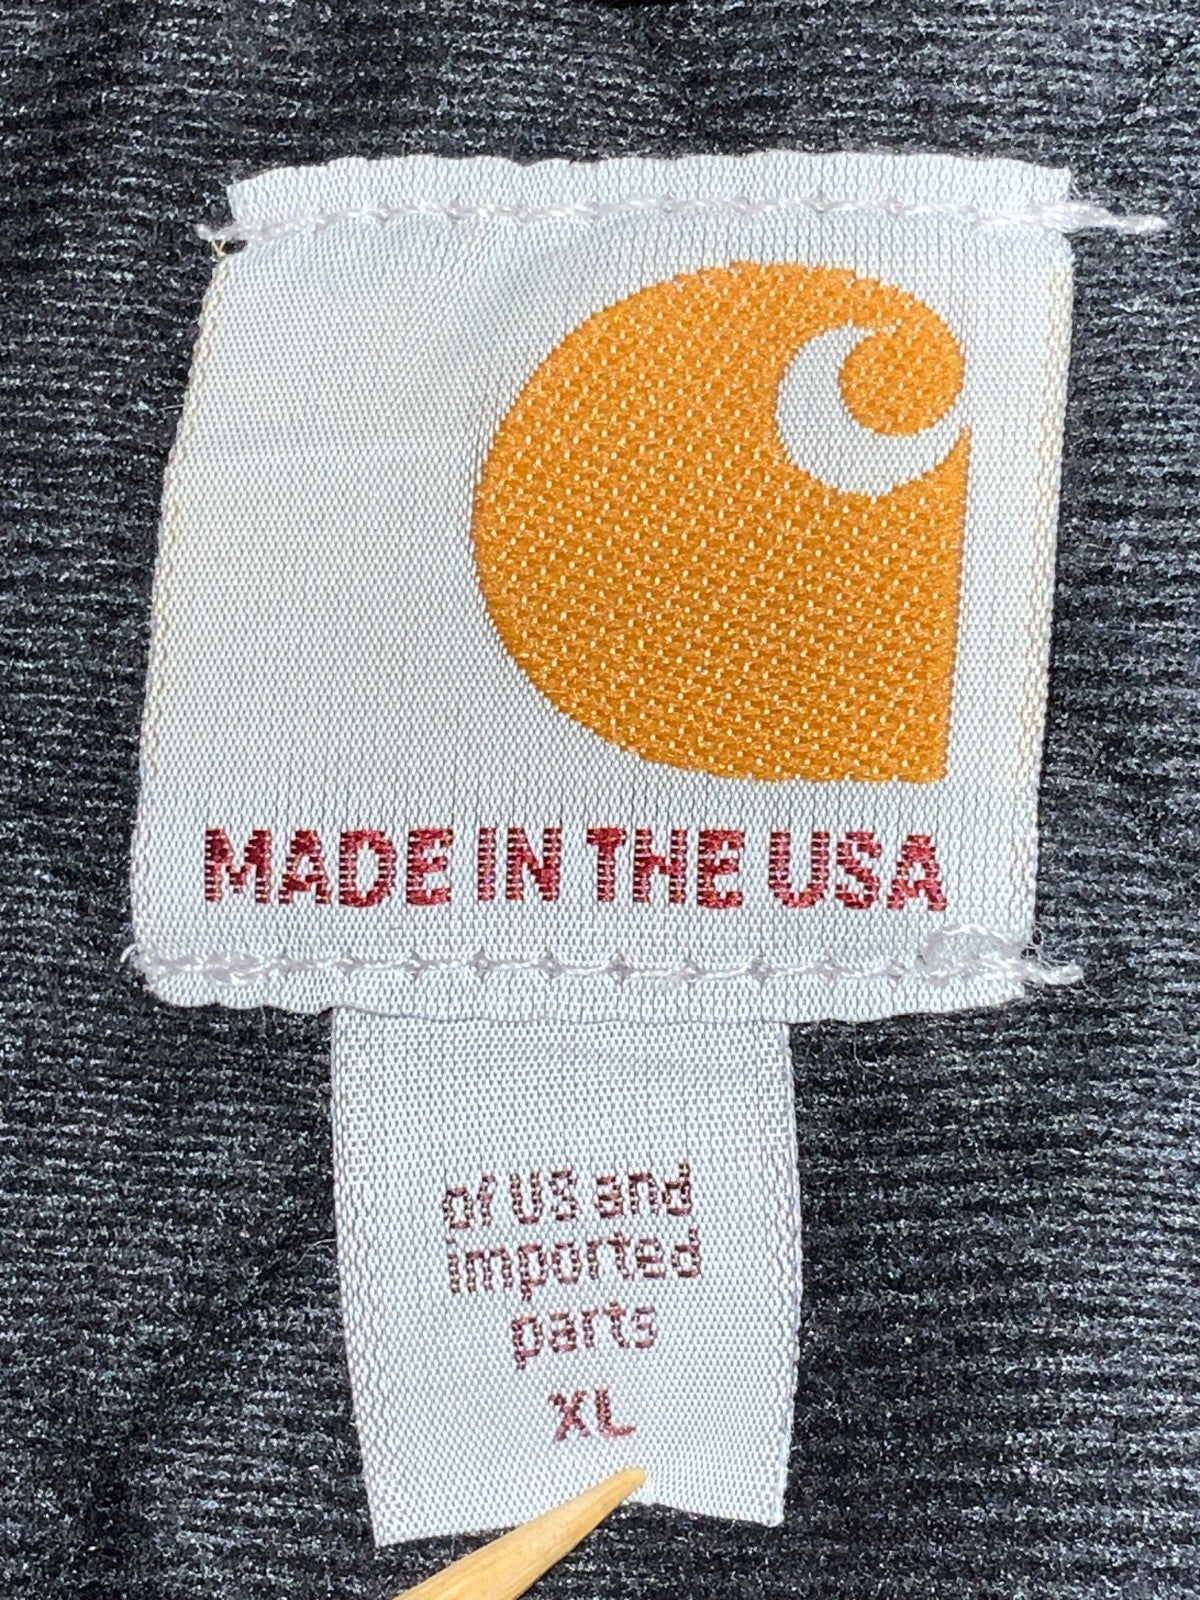 MADE IN THE USA
of US and
imported
parts
XL